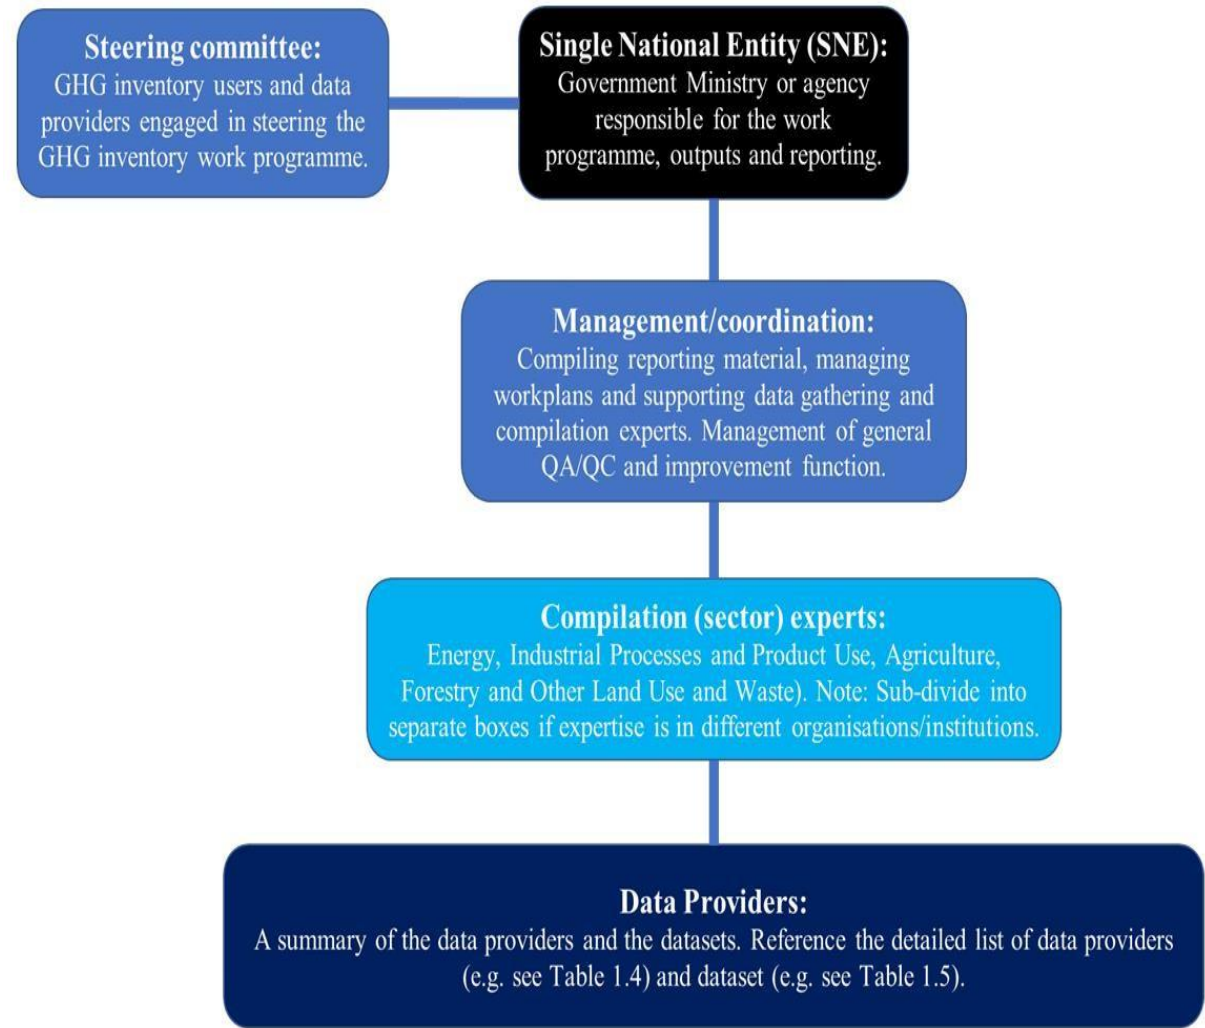 Steering committee:
GHG inventory users and data
providers engaged in steering the
GHG inventory work programme.
Single National Entity (SNE):
Government Ministry or agency
responsible for the work
programme, outputs and reporting.
Management/coordination:
Compiling reporting material, managing
workplans and supporting data gathering and
compilation experts. Management of general
QA/QC and improvement function.
Compilation (sector) experts:
Energy, Industrial Processes and Product Use, Agriculture,
Forestry and Other Land Use and Waste). Note: Sub-divide into
separate boxes if expertise is in different organisations/institutions.
Data Providers:
A summary of the data providers and the datasets. Reference the detailed list of data providers
(e.g. see Table 1.4) and dataset (e.g. see Table 1.5).